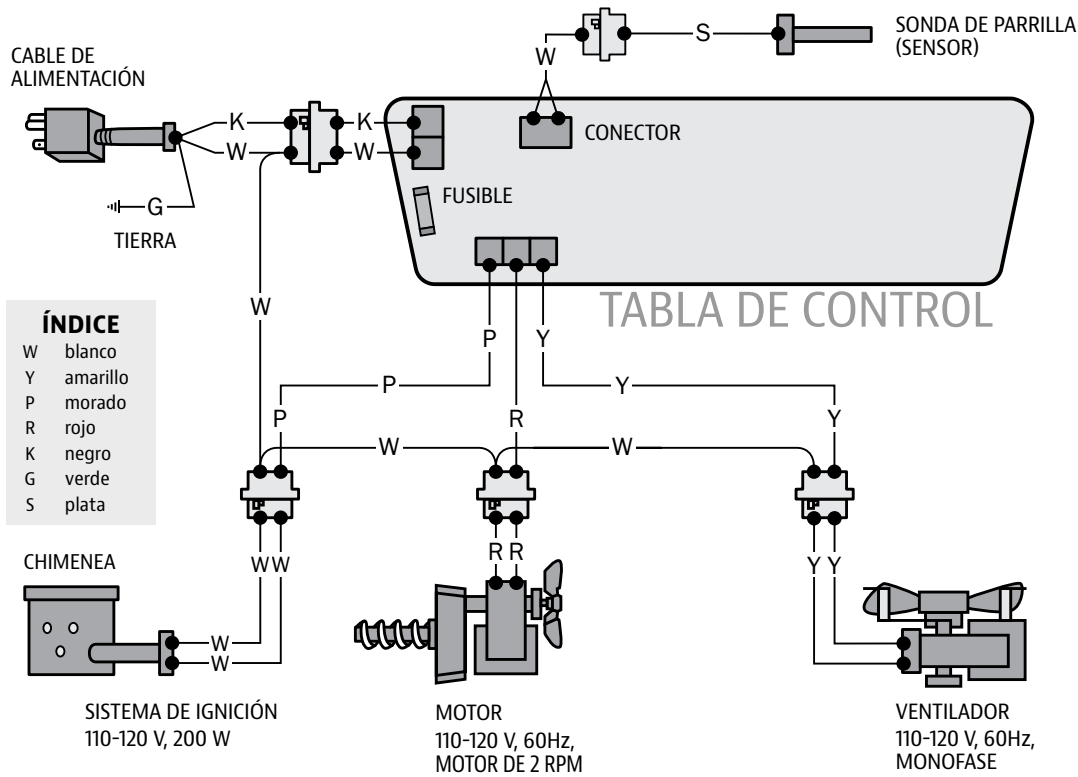 SONDA DE PARRILLA
(SENSOR)
S
W
CABLE DE
ALIMENTACIÓN
K
K
W
W
CONECTOR
FUSIBLE
G
TIERRA
W
TABLA DE CONTROL
ÍNDICE
W blanco
Y amarillo
P morado
R rojo
K negro
G verde
S plata
P
Y
P
Y
P
R
Y
W
W
CHIMENEA
W W
R R
Y Y
W
W
SISTEMA DE IGNICIÓN
110-120 V, 200 W
MOTOR
110-120 V, 60Hz,
MOTOR DE 2 RPM
VENTILADOR
110-120 V, 60Hz,
MONOFASE